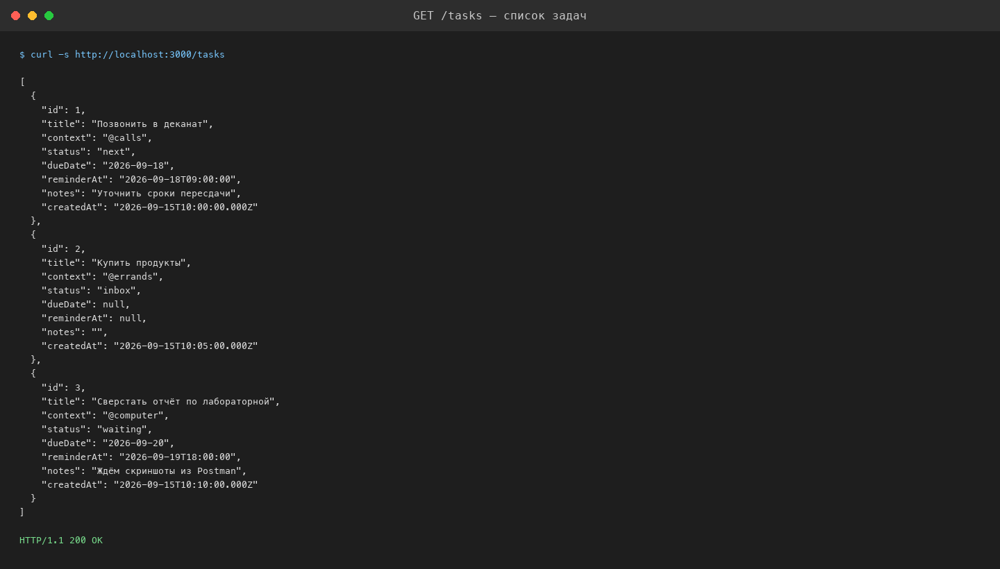 GET /tasks — список задач
$ curl -s http://localhost:3000/tasks
[
  {
    "id": 1,
    "title": "Позвонить в деканат",
    "context": "@calls",
    "status": "next",
    "dueDate": "2026-09-18",
    "reminderAt": "2026-09-18T09:00:00",
    "notes": "Уточнить сроки пересдачи",
    "createdAt": "2026-09-15T10:00:00.000Z"
  },
  {
    "id": 2,
    "title": "Купить продукты",
    "context": "@errands",
    "status": "inbox",
    "dueDate": null,
    "reminderAt": null,
    "notes": "",
    "createdAt": "2026-09-15T10:05:00.000Z"
  },
  {
    "id": 3,
    "title": "Сверстать отчёт по лабораторной",
    "context": "@computer",
    "status": "waiting",
    "dueDate": "2026-09-20",
    "reminderAt": "2026-09-19T18:00:00",
    "notes": "Ждём скриншоты из Postman",
    "createdAt": "2026-09-15T10:10:00.000Z"
  }
]
HTTP/1.1 200 OK